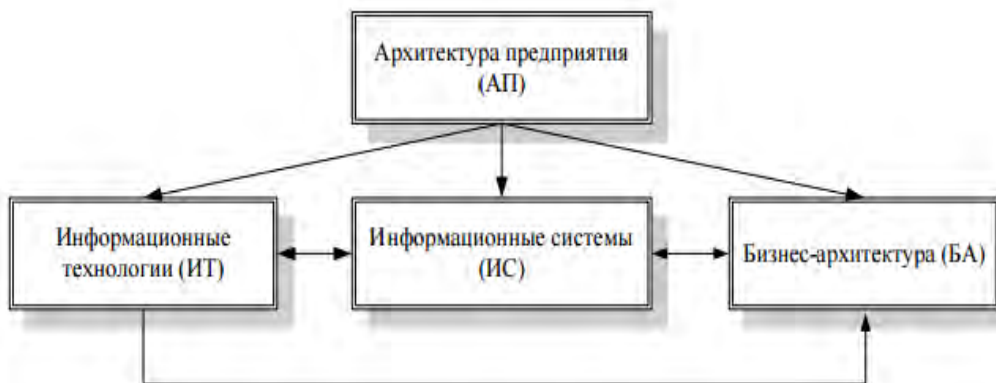 Архитектура предприятия
(АП)
Информационные
технологии (ИТ)
Информационные системы
(ИС)
Бизнес-архитектура (БА)